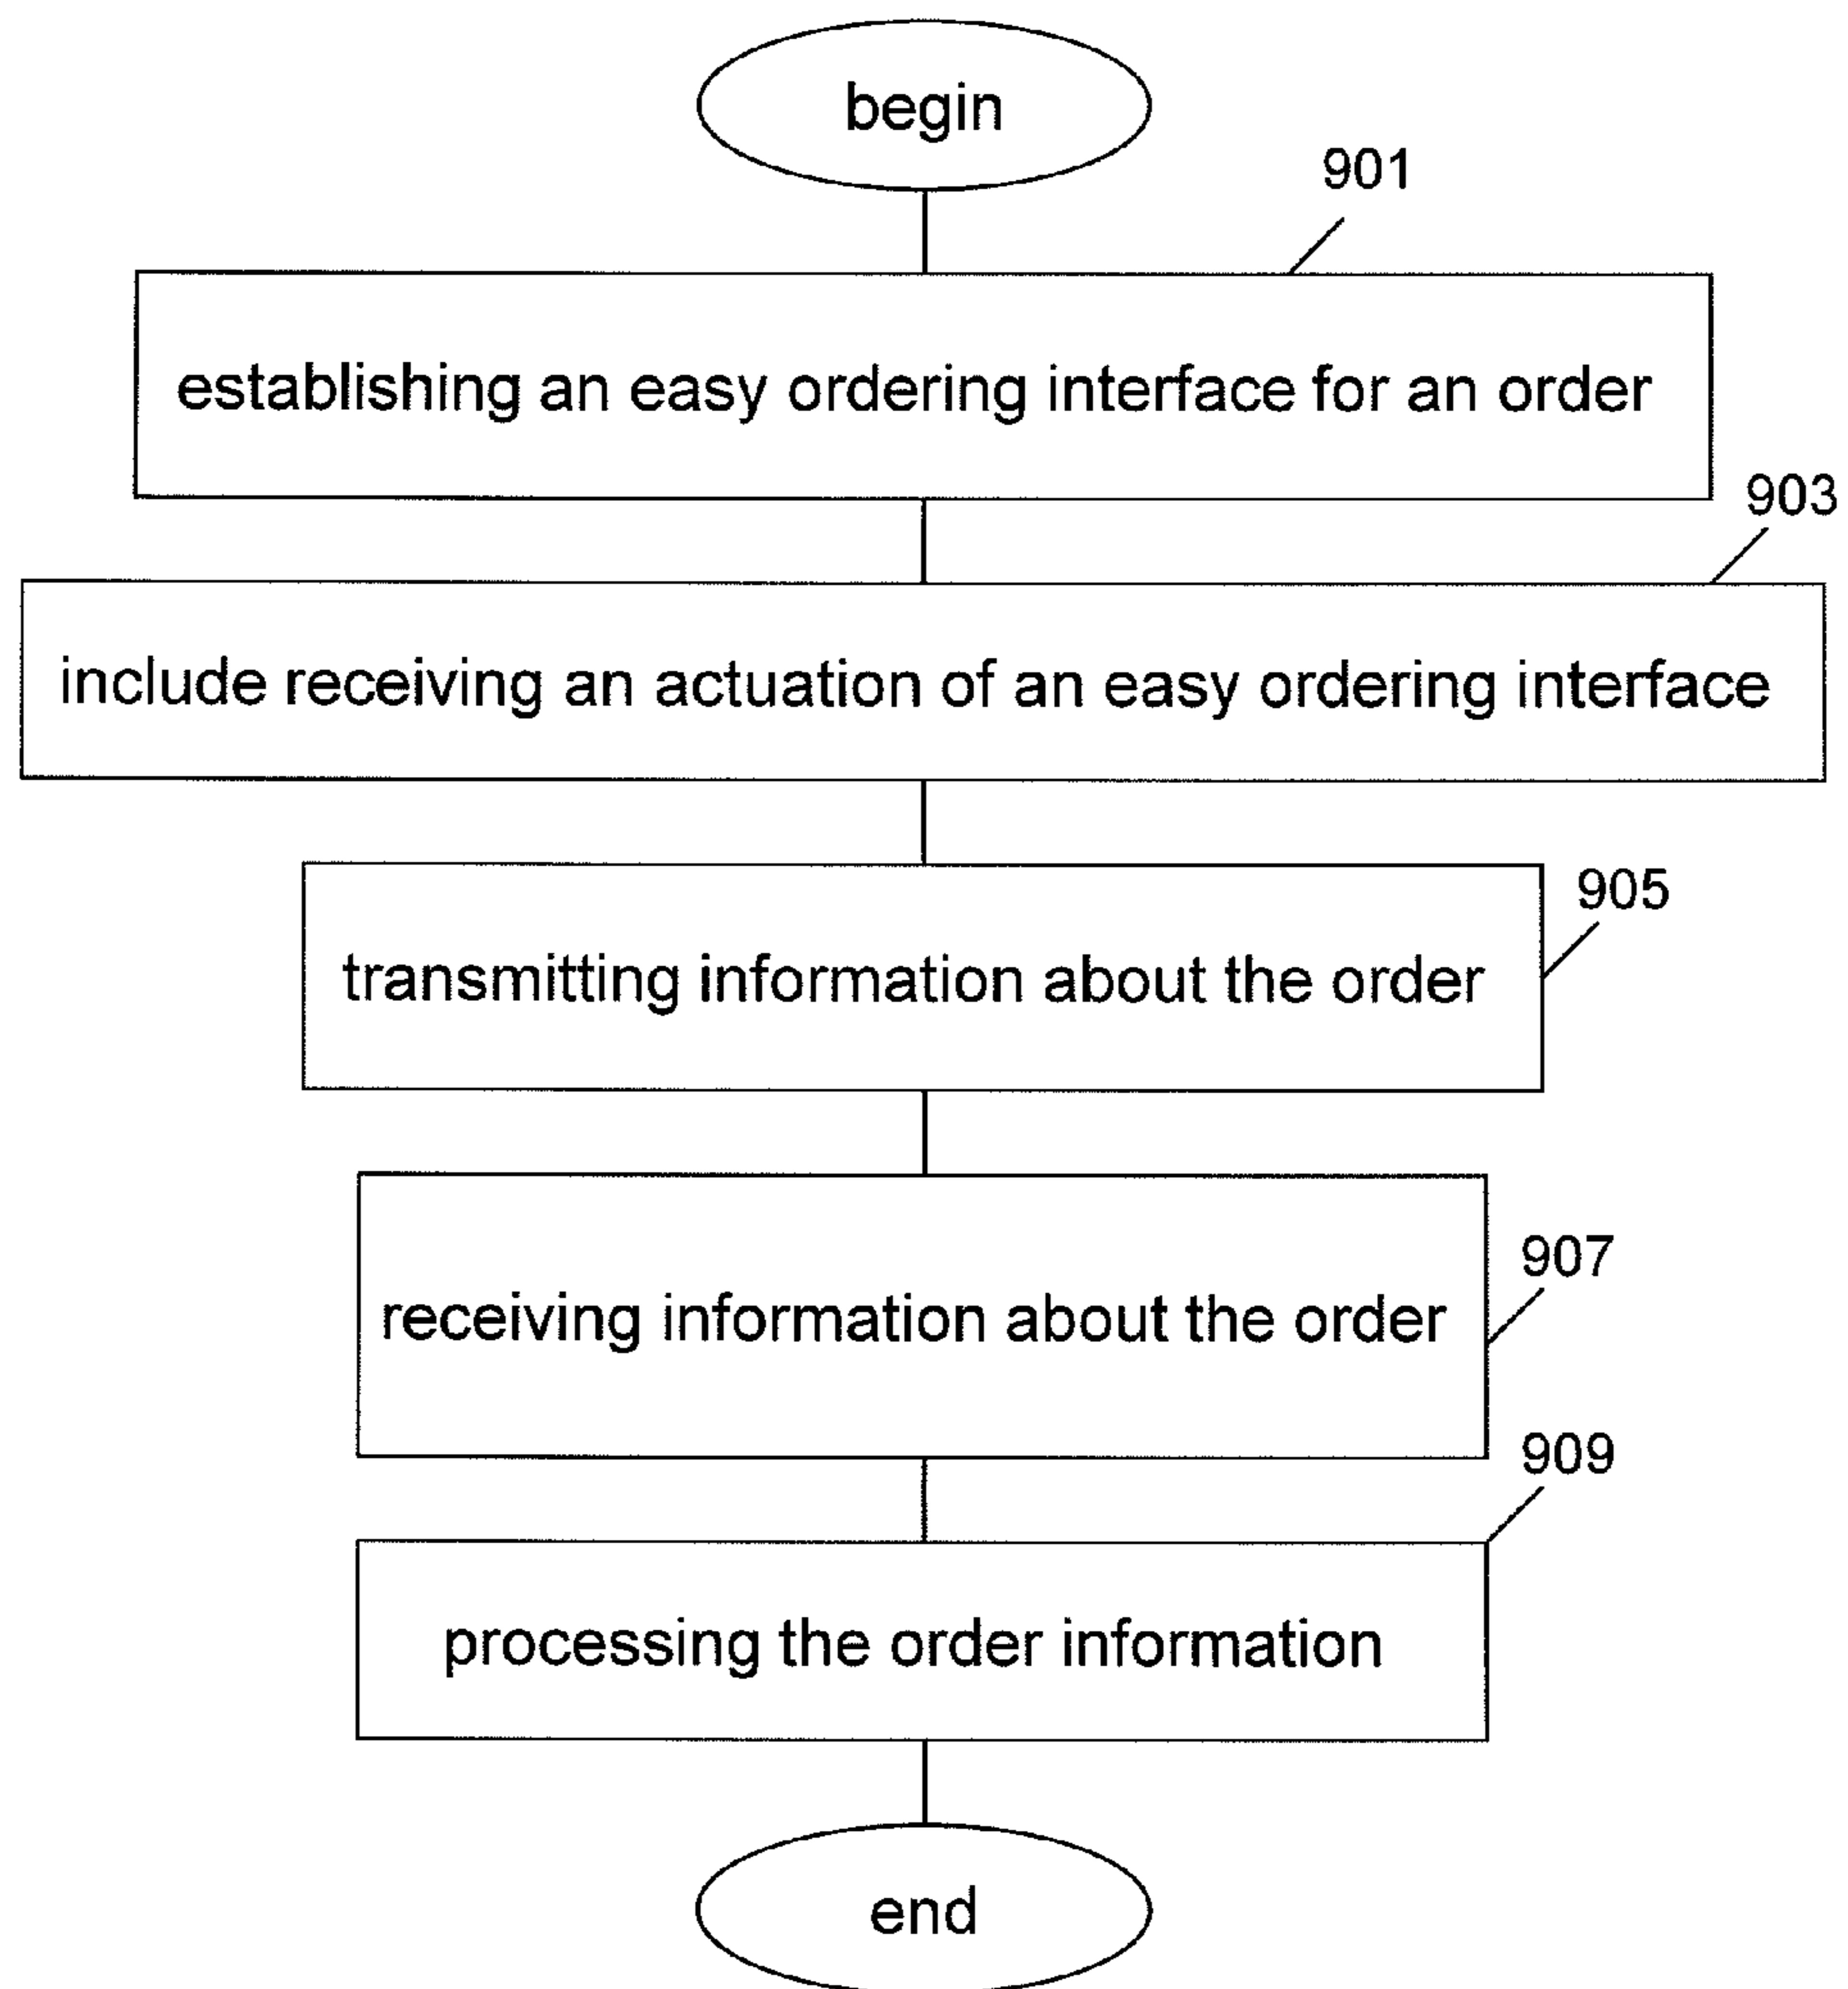 begin
901
establishing an easy ordering interface for an order
903
include receiving an actuation of an easy ordering interface
905
transmitting information about the order
907
receiving information about the order
909
processing the order information
end